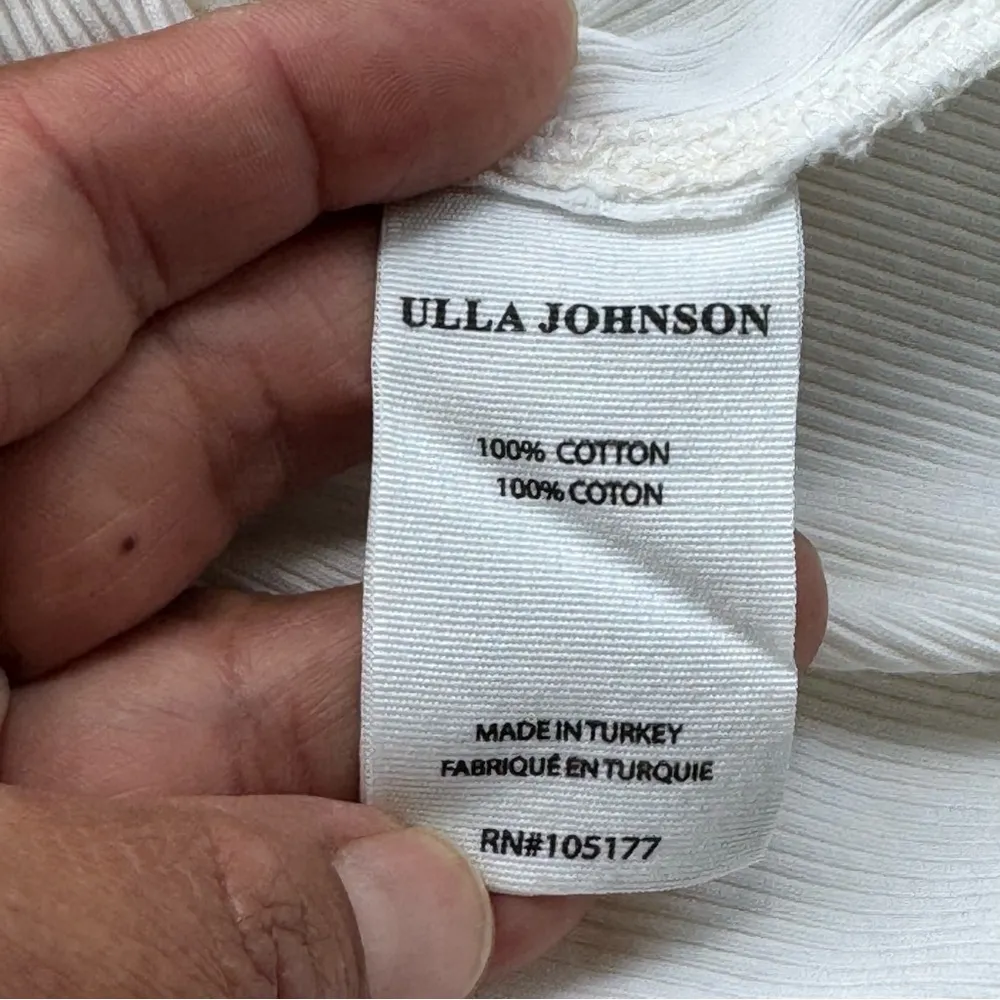 ULLA JOHNSON
100% COTTON
100% COTON
MADE IN TURKEY
FABRIQUÉ EN TURQUIE
RN#105177